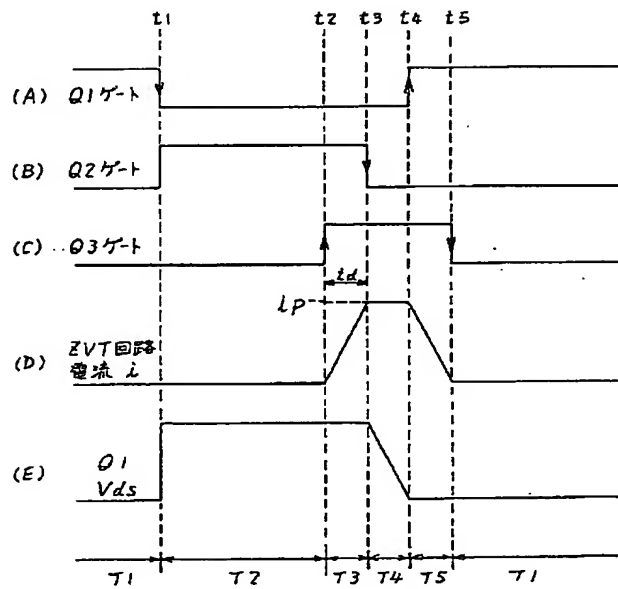 t1 t2 t3 t4 t5
(A) Q1ゲート
(B) Q2ゲート
(C) Q3ゲート
td
ip
(D) ZVT回路
電流 i
(E) Q1
Vds
T1 T2 T3 T4 T5 T1